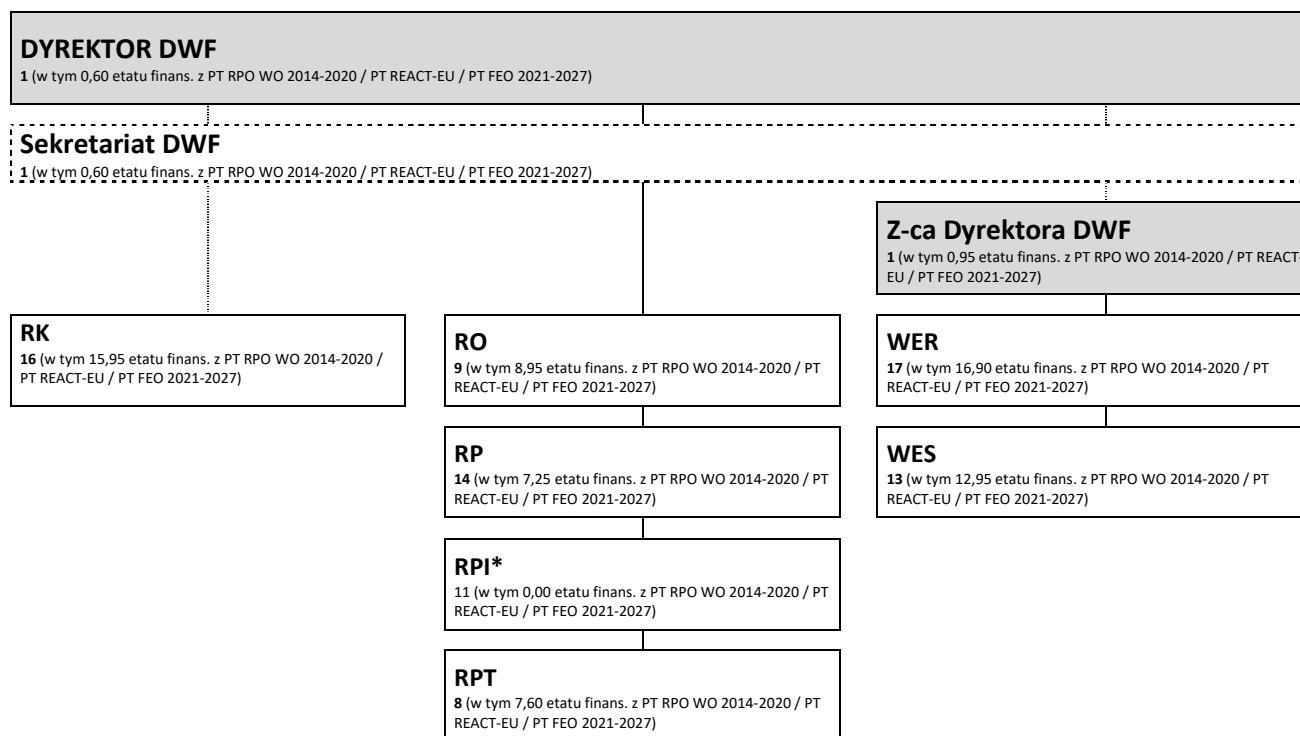 DYREKTOR DWF
1 (w tym 0,60 etatu finans. z PT RPO WO 2014-2020 / PT REACT-EU / PT FEO 2021-2027)
Sekretariat DWF
1 (w tym 0,60 etatu finans. z PT RPO WO 2014-2020 / PT REACT-EU / PT FEO 2021-2027)
Z-ca Dyrektora DWF
1 (w tym 0,95 etatu finans. z PT RPO WO 2014-2020 / PT REACT-
EU / PT FEO 2021-2027)
RK
16 (w tym 15,95 etatu finans. z PT RPO WO 2014-2020 /
PT REACT-EU / PT FEO 2021-2027)
RO
9 (w tym 8,95 etatu finans. z PT RPO WO 2014-2020 / PT
REACT-EU / PT FEO 2021-2027)
WER
17 (w tym 16,90 etatu finans. z PT RPO WO 2014-2020 / PT
REACT-EU / PT FEO 2021-2027)
RP
14 (w tym 7,25 etatu finans. z PT RPO WO 2014-2020 / PT
REACT-EU / PT FEO 2021-2027)
WES
13 (w tym 12,95 etatu finans. z PT RPO WO 2014-2020 / PT
REACT-EU / PT FEO 2021-2027)
RPI*
11 (w tym 0,00 etatu finans. z PT RPO WO 2014-2020 / PT
REACT-EU / PT FEO 2021-2027)
RPT
8 (w tym 7,60 etatu finans. z PT RPO WO 2014-2020 / PT
REACT-EU / PT FEO 2021-2027)